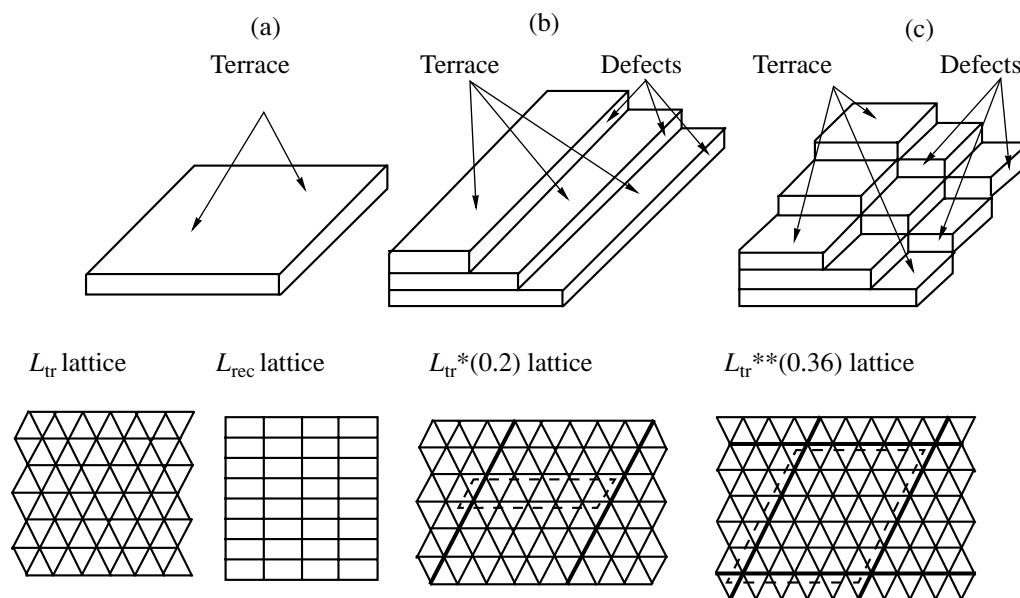 (a)
(b)
(c)
Terrace
Terrace
Defects
Terrace
Defects
L_tr lattice
L_rec lattice
L_tr*(0.2) lattice
L_tr**(0.36) lattice